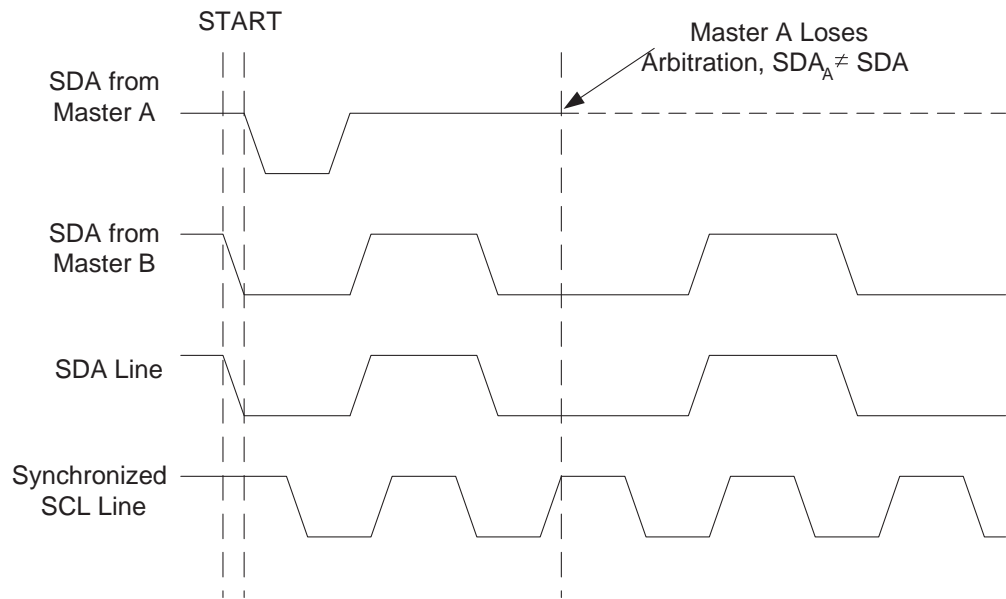 START
Master A Loses
Arbitration, SDA_A ≠ SDA
SDA from
Master A
SDA from
Master B
SDA Line
Synchronized
SCL Line